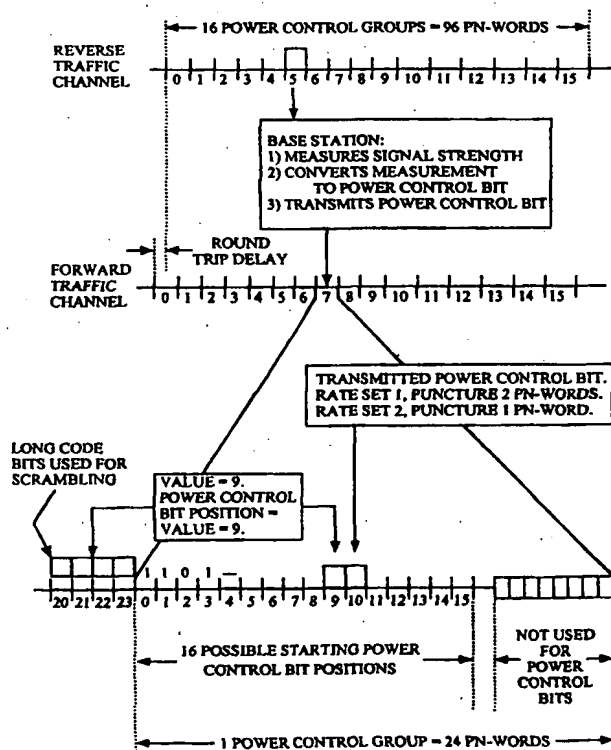 16 POWER CONTROL GROUPS = 96 PN-WORDS
REVERSE
TRAFFIC
CHANNEL
0 1 2 3 4 5 6 7 8 9 10 11 12 13 14 15
BASE STATION:
1) MEASURES SIGNAL STRENGTH
2) CONVERTS MEASUREMENT
TO POWER CONTROL BIT
3) TRANSMITS POWER CONTROL BIT
ROUND
TRIP DELAY
FORWARD
TRAFFIC
CHANNEL
0 1 2 3 4 5 6 7 8 9 10 11 12 13 14 15
TRANSMITTED POWER CONTROL BIT.
RATE SET 1, PUNCTURE 2 PN-WORDS.
RATE SET 2, PUNCTURE 1 PN-WORD.
LONG CODE
BITS USED FOR
SCRAMBLING
VALUE = 9.
POWER CONTROL
BIT POSITION =
VALUE = 9.
1 1 0 1 —
20 21 22 23 0 1 2 3 4 5 6 7 8 9 10 11 12 13 14 15
16 POSSIBLE STARTING POWER
CONTROL BIT POSITIONS
NOT USED
FOR
POWER
CONTROL
BITS
1 POWER CONTROL GROUP = 24 PN-WORDS